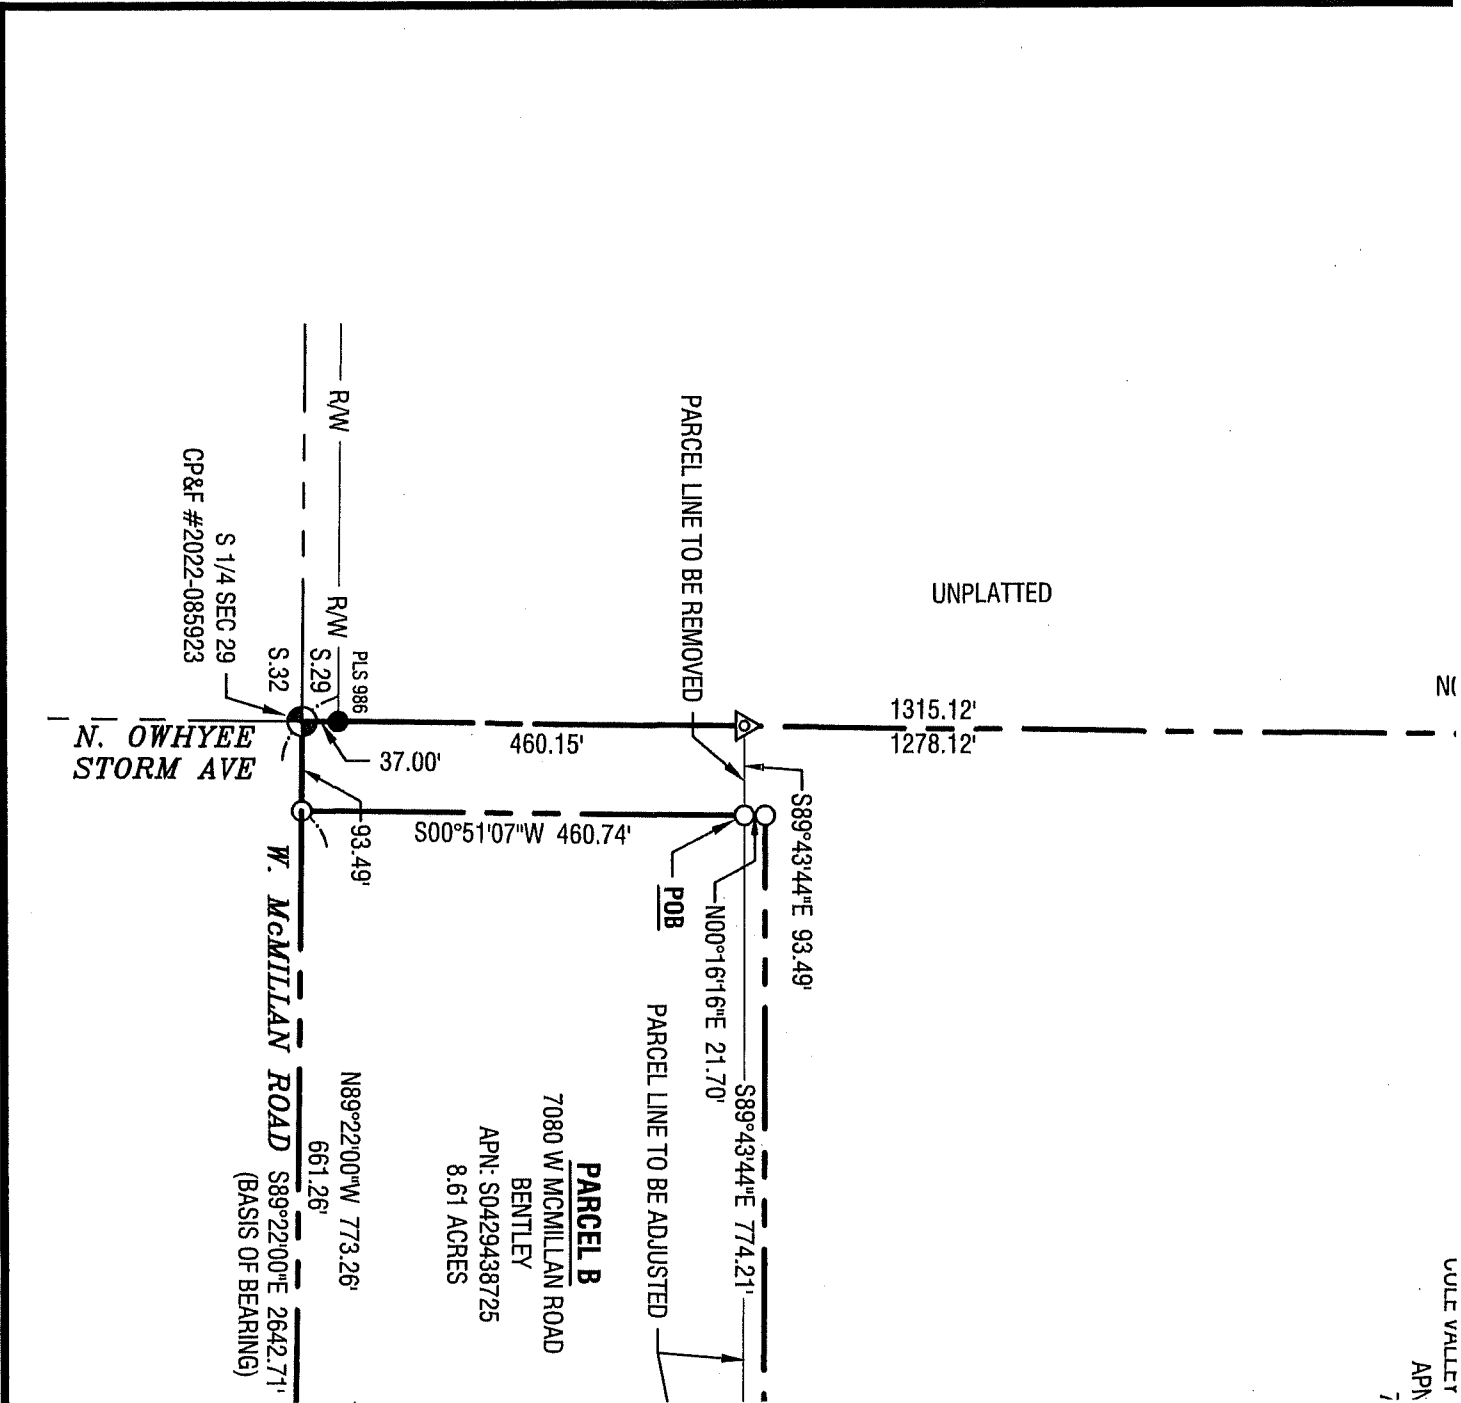 UNPLATTED
1315.12'
1278.12'
460.15'
37.00'
S00°51'07"W 460.74'
N. OWHYEE
STORM AVE
R/W
R/W
PLS 986
S.29
S.32
S 1/4 SEC 29
CP&F #2022-085923
PARCEL LINE TO BE REMOVED
S89°43'44"E 93.49'
93.49'
POB
N00°16'16"E 21.70'
S89°43'44"E 774.21'
PARCEL LINE TO BE ADJUSTED
PARCEL B
7080 W MCMILLAN ROAD
BENTLEY
APN: S0429438725
8.61 ACRES
N89°22'00"W 773.26'
661.26'
W. McMILLAN ROAD S89°22'00"E 2642.71'
(BASIS OF BEARING)
COLE VALLEY
APN